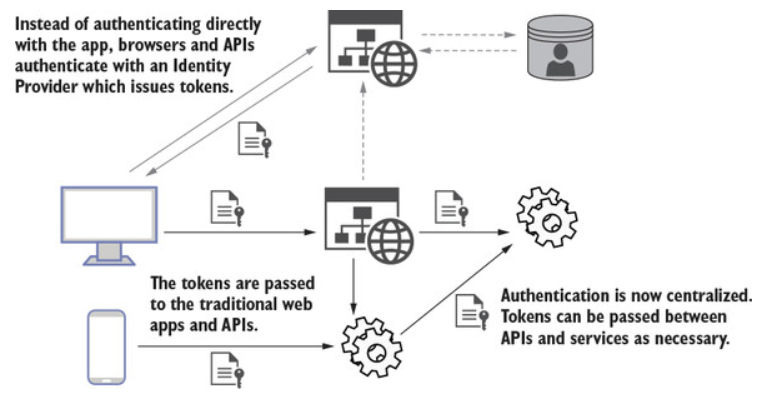 Instead of authenticating directly
with the app, browsers and APIs
authenticate with an Identity
Provider which issues tokens.
The tokens are passed
to the traditional web
apps and APIs.
Authentication is now centralized.
Tokens can be passed between
APIs and services as necessary.